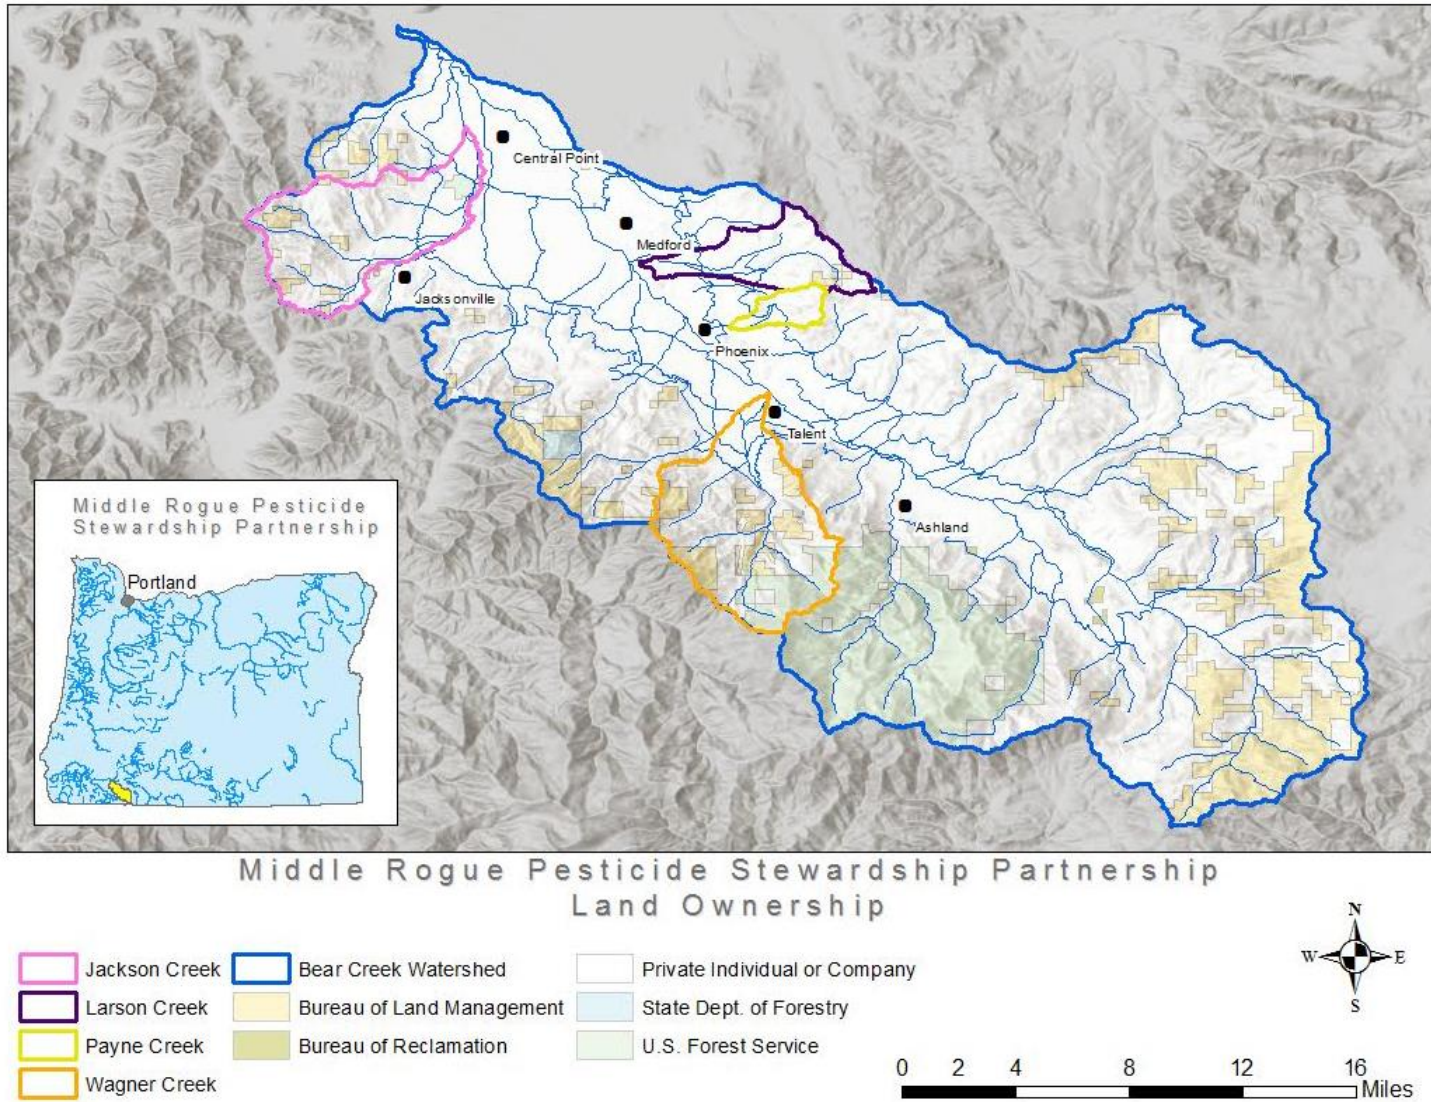 Central Point
Medford
Jacksonville
Phoenix
Talent
Ashland
Middle Rogue Pesticide
Stewardship Partnership
Portland
Middle Rogue Pesticide Stewardship Partnership
Land Ownership
Jackson Creek
Larson Creek
Payne Creek
Wagner Creek
Bear Creek Watershed
Bureau of Land Management
Bureau of Reclamation
Private Individual or Company
State Dept. of Forestry
U.S. Forest Service
N
W E
S
0 2 4 8 12 16
Miles